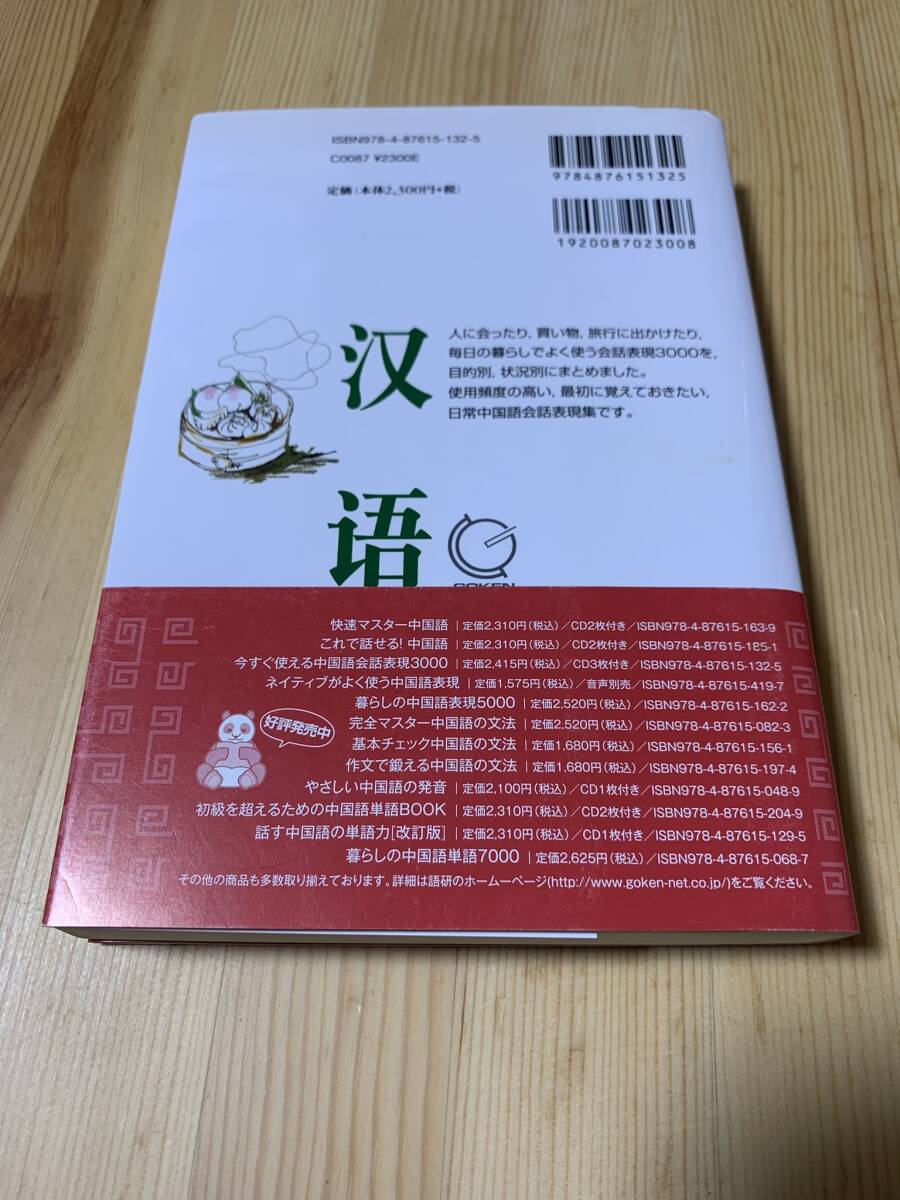 ISBN978-4-87615-132-5
C0087 ¥2300E
定価(本体2,300円+税)
9784876151325
1920087023008
人に会ったり,買い物,旅行に出かけたり,
毎日の暮らしでよく使う会話表現3000を,
目的別,状況別にまとめました。
使用頻度の高い,最初に覚えておきたい,
日常中国語会話表現集です。
汉
语
GOKEN
快速マスター中国語|定価2,310円(税込)/CD2枚付き/ISBN978-4-87615-163-9
これで話せる! 中国語|定価2,310円(税込)/CD2枚付き/ISBN978-4-87615-185-1
今すぐ使える中国語会話表現3000|定価2,415円(税込)/CD3枚付き/ISBN978-4-87615-132-5
ネイティブがよく使う中国語表現|定価1,575円(税込)/音声別売/ISBN978-4-87615-419-7
暮らしの中国語表現5000|定価2,520円(税込)/ISBN978-4-87615-162-2
完全マスター中国語の文法|定価2,520円(税込)/ISBN978-4-87615-082-3
基本チェック中国語の文法|定価1,680円(税込)/ISBN978-4-87615-156-1
作文で鍛える中国語の文法|定価1,680円(税込)/ISBN978-4-87615-197-4
やさしい中国語の発音|定価2,100円(税込)/CD1枚付き/ISBN978-4-87615-048-9
初級を超えるための中国語単語BOOK|定価2,310円(税込)/CD2枚付き/ISBN978-4-87615-204-9
話す中国語の単語力[改訂版]|定価2,310円(税込)/CD1枚付き/ISBN978-4-87615-129-5
暮らしの中国語単語7000|定価2,625円(税込)/ISBN978-4-87615-068-7
好評発売中
その他の商品も多数取り揃えております。詳細は語研のホームページ(http://www.goken-net.co.jp/)をご覧ください。